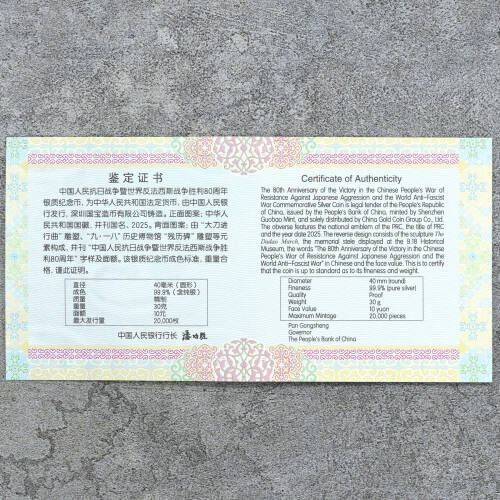 鉴定证书
中国人民抗日战争暨世界反法西斯战争胜利80周年
银质纪念币，为中华人民共和国法定货币，由中国人民银
行发行，深圳国宝造币有限公司铸造。正面图案：中华人
民共和国国徽，并刊国名、2025。背面图案：由“大刀进
行曲”雕塑、“九·一八”历史博物馆“残历碑”雕塑等元
素构成，并刊“中国人民抗日战争暨世界反法西斯战争胜
利80周年”字样及面额。该银质纪念币成色标准，重量合
格，谨此证明。
直径 40毫米（圆形）
成色 99.9%（含纯银）
质量 精制
重量 30克
面额 10元
最大发行量 20,000枚
中国人民银行行长 潘功胜
Certificate of Authenticity
The 80th Anniversary of the Victory in the Chinese People's War of
Resistance Against Japanese Aggression and the World Anti-Fascist
War Commemorative Silver Coin is legal tender of the People's Republic
of China, issued by the People's Bank of China, minted by Shenzhen
Guobao Mint, and solely distributed by China Gold Coin Group Co., Ltd.
The obverse features the national emblem of the PRC, the title of PRC
and the year date 2025. The reverse design consists of the sculpture The
Dadao March, the memorial state displayed at the 9.18 Historical
Museum, the words "The 80th Anniversary of the Victory in the Chinese
People's War of Resistance Against Japanese Aggression and the
World Anti-Fascist War" in Chinese and the face value. This is to certify
that the coin is up to standard as to its fineness and weight.
Diameter 40 mm (round)
Fineness 99.9% (pure silver)
Quality Proof
Weight 30 g
Face Value 10 yuan
Maximum Mintage 20,000 pieces
Pan Gongsheng
Governor
The People's Bank of China